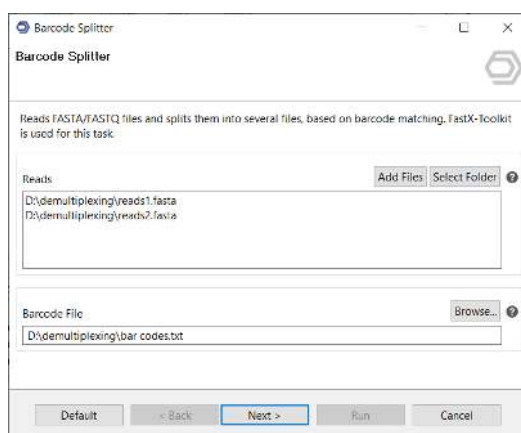 Barcode Splitter
Barcode Splitter
Reads FASTA/FASTQ files and splits them into several files, based on barcode matching. FastX-Toolkit
is used for this task.
Reads
Add Files
Select Folder
D:\demultiplexing\reads1.fasta
D:\demultiplexing\reads2.fasta
Barcode File
Browse...
D:\demultiplexing\bar codes.txt
Default
< Back
Next >
Run
Cancel